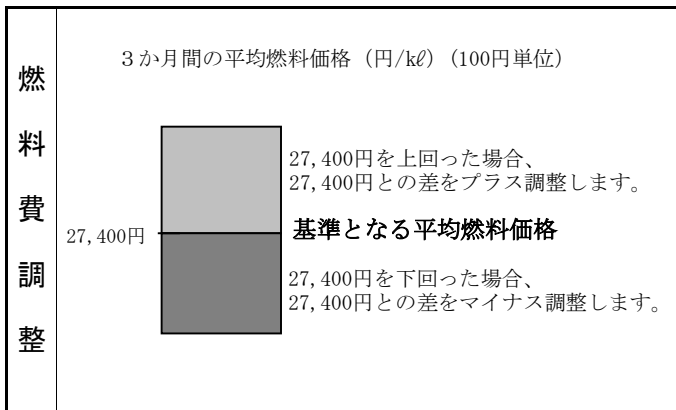 燃料費調整
３か月間の平均燃料価格（円/kℓ）(100円単位）
27,400円を上回った場合、
27,400円との差をプラス調整します。
27,400円
基準となる平均燃料価格
27,400円を下回った場合、
27,400円との差をマイナス調整します。